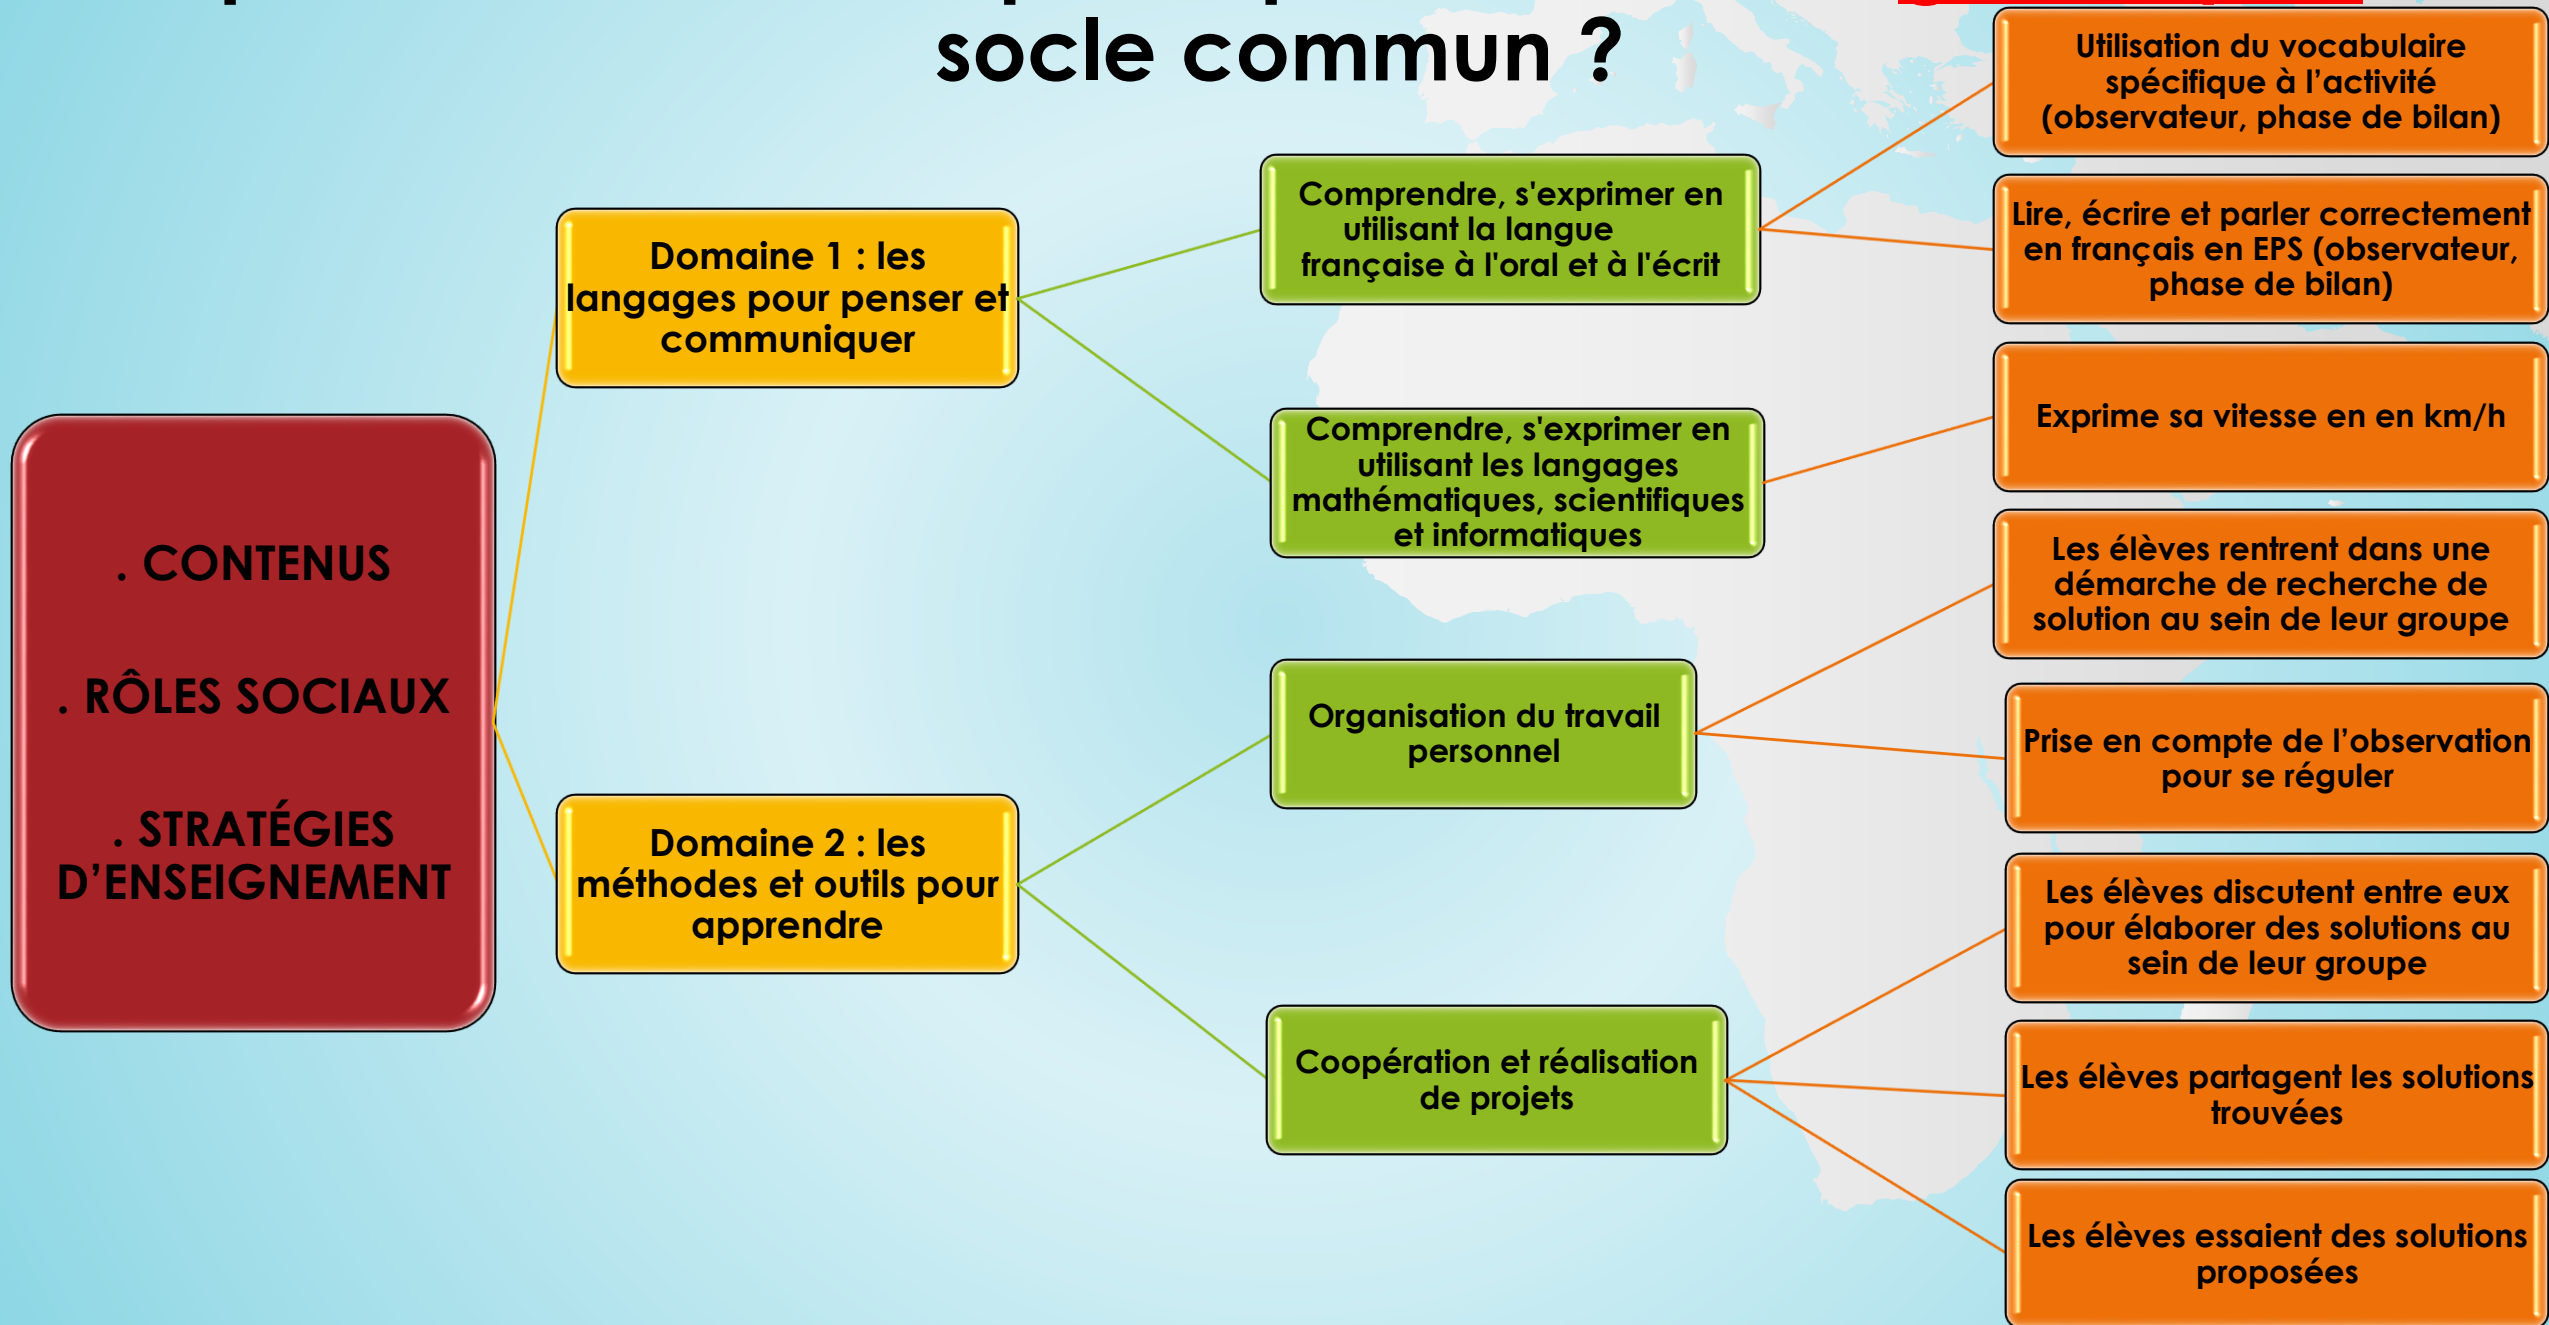 socle commun ?
. CONTENUS
. RÔLES SOCIAUX
. STRATÉGIES
D’ENSEIGNEMENT
Domaine 1 : les
langages pour penser et
communiquer
Domaine 2 : les
méthodes et outils pour
apprendre
Comprendre, s'exprimer en
utilisant la langue
française à l'oral et à l'écrit
Comprendre, s'exprimer en
utilisant les langages
mathématiques, scientifiques
et informatiques
Organisation du travail
personnel
Coopération et réalisation
de projets
Utilisation du vocabulaire
spécifique à l’activité
(observateur, phase de bilan)
Lire, écrire et parler correctement
en français en EPS (observateur,
phase de bilan)
Exprime sa vitesse en en km/h
Les élèves rentrent dans une
démarche de recherche de
solution au sein de leur groupe
Prise en compte de l’observation
pour se réguler
Les élèves discutent entre eux
pour élaborer des solutions au
sein de leur groupe
Les élèves partagent les solutions
trouvées
Les élèves essaient des solutions
proposées